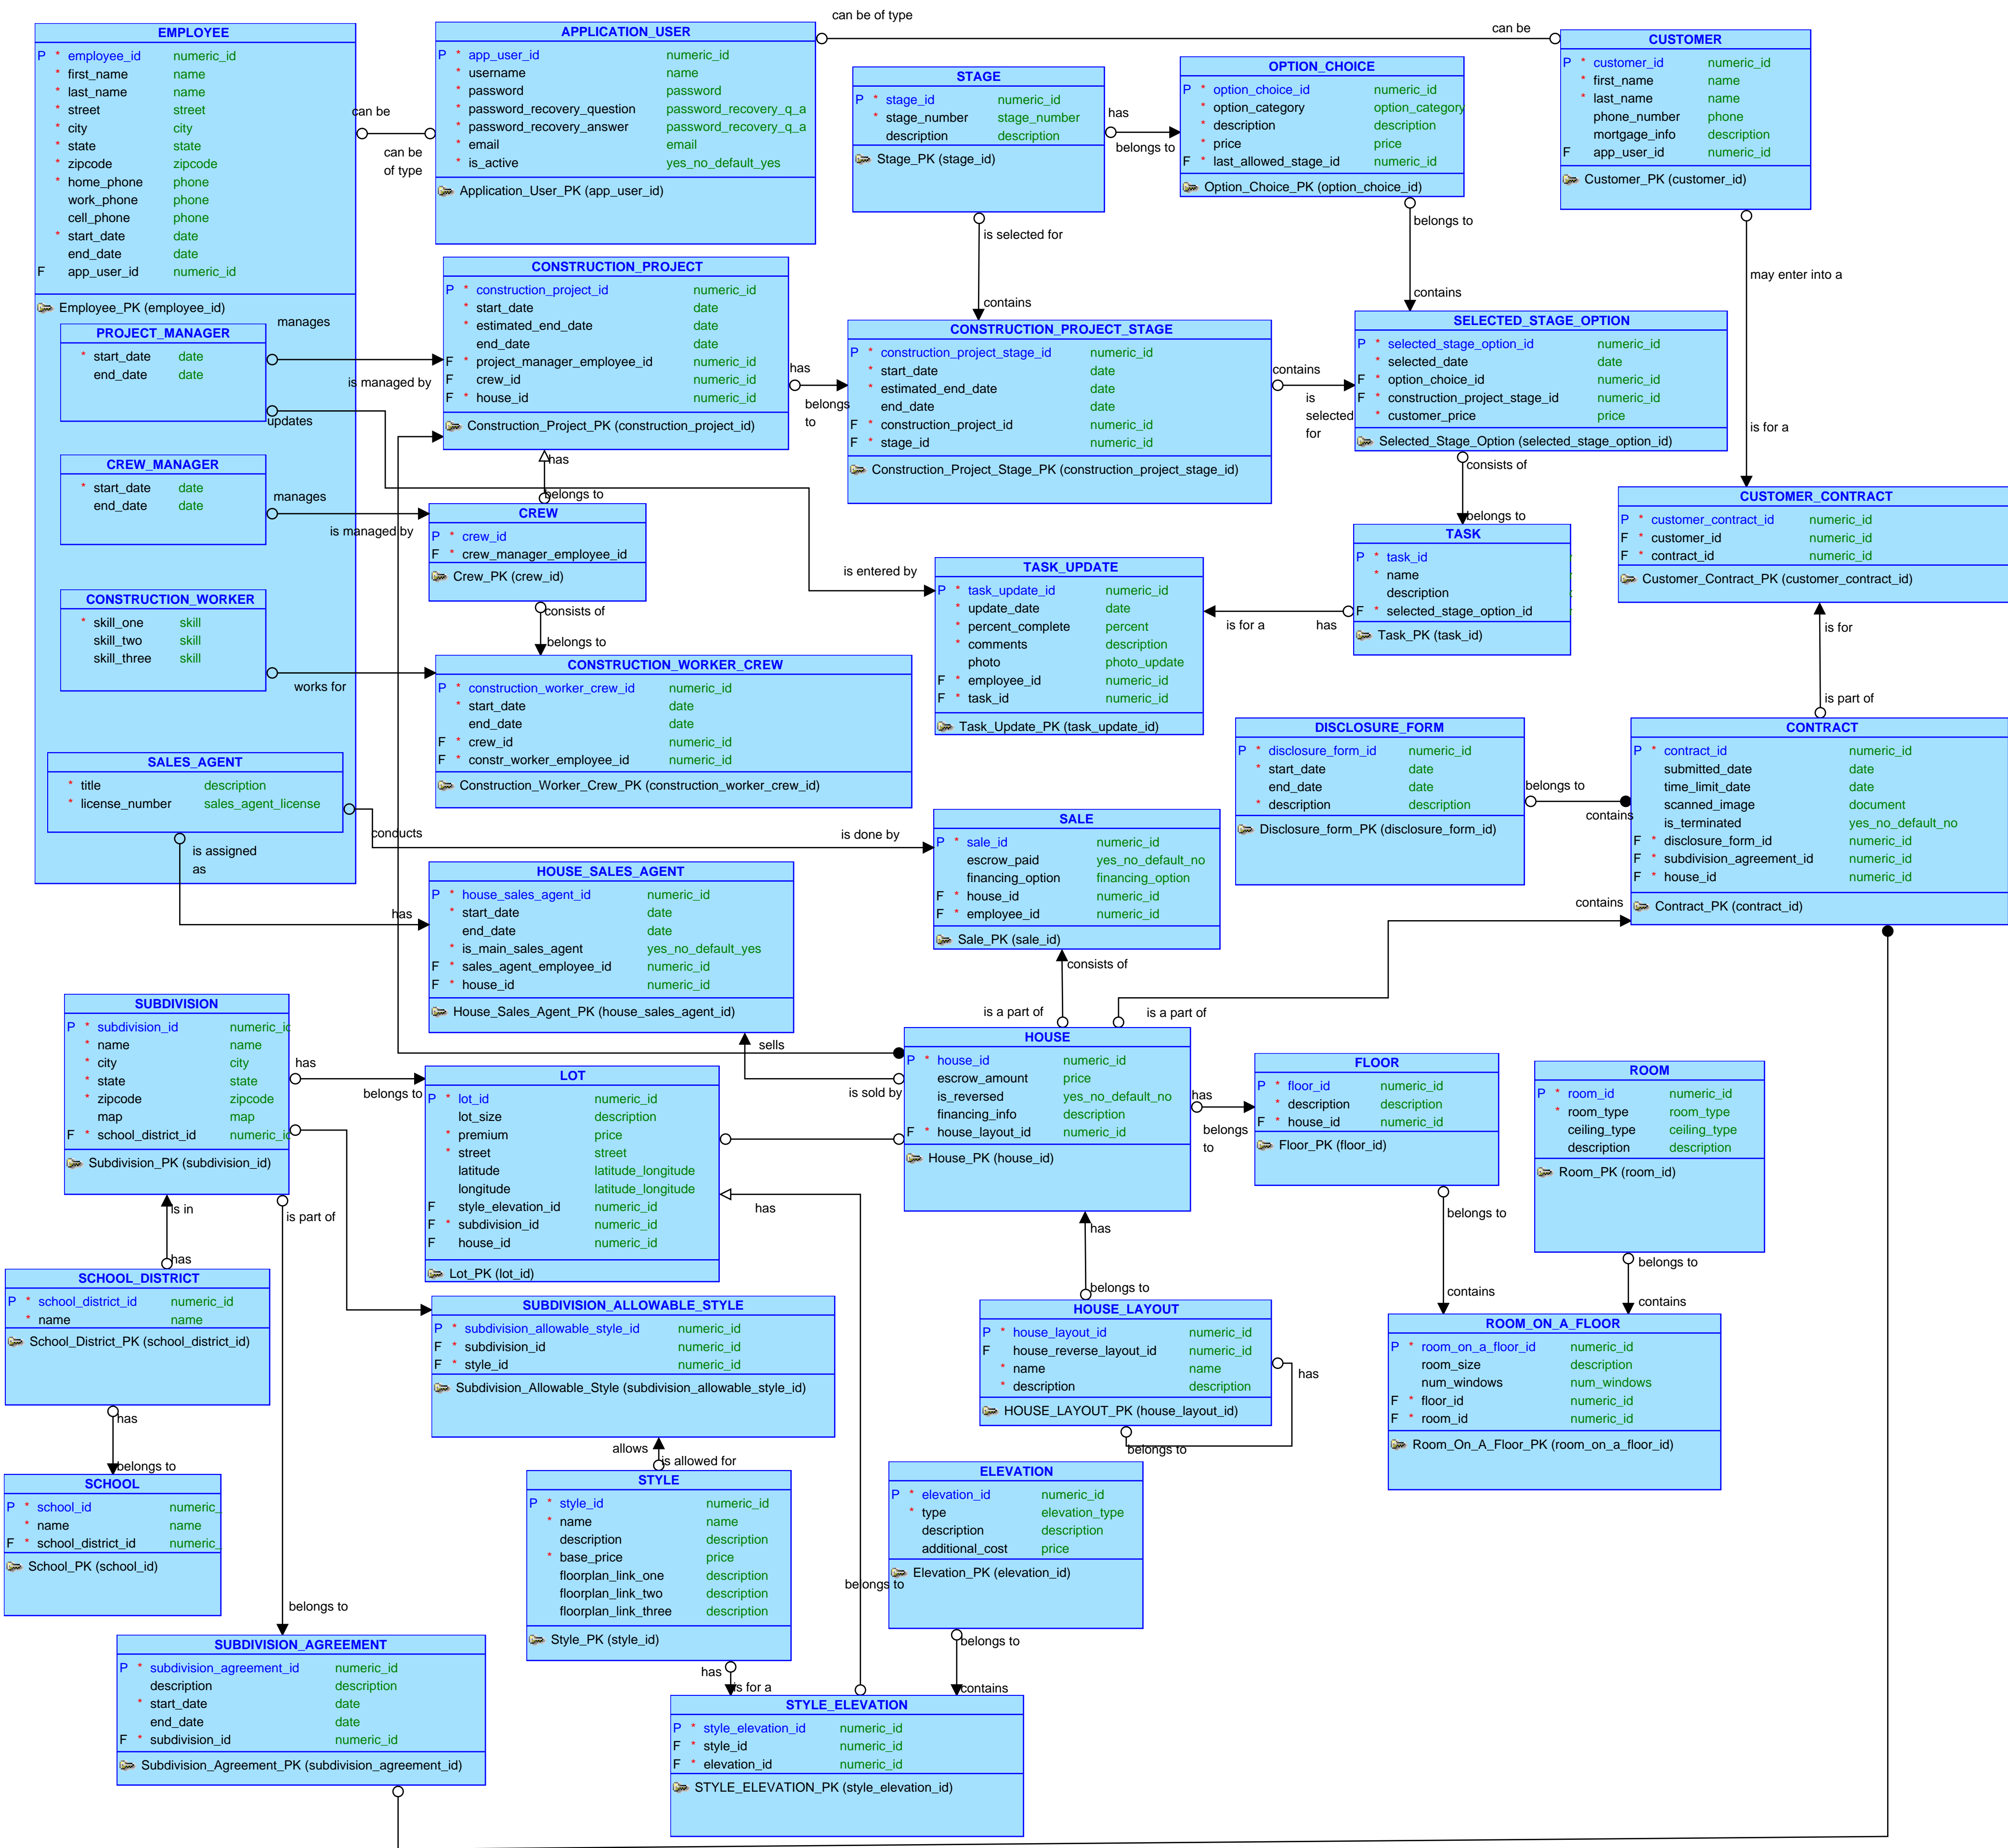 EMPLOYEE
P * employee_id numeric_id
* first_name name
* last_name name
* street street
* city city
* state state
* zipcode zipcode
* home_phone phone
work_phone phone
cell_phone phone
* start_date date
end_date date
F app_user_id numeric_id
Employee_PK (employee_id)
PROJECT_MANAGER
* start_date date
end_date date
CREW_MANAGER
* start_date date
end_date date
CONSTRUCTION_WORKER
* skill_one skill
skill_two skill
skill_three skill
SALES_AGENT
* title description
* license_number sales_agent_license
is assigned
as
can be
can be
of type
manages
is managed by
updates
manages
is managed by
works for
conducts
has
APPLICATION_USER
P * app_user_id numeric_id
* username name
* password password
* password_recovery_question password_recovery_q_a
* password_recovery_answer password_recovery_q_a
* email email
* is_active yes_no_default_yes
Application_User_PK (app_user_id)
can be of type
can be
STAGE
P * stage_id numeric_id
* stage_number stage_number
description description
Stage_PK (stage_id)
has
belongs to
OPTION_CHOICE
P * option_choice_id numeric_id
* option_category option_category
* description description
* price price
F * last_allowed_stage_id numeric_id
Option_Choice_PK (option_choice_id)
CUSTOMER
P * customer_id numeric_id
* first_name name
* last_name name
phone_number phone
mortgage_info description
F app_user_id numeric_id
Customer_PK (customer_id)
is selected for
contains
belongs to
contains
may enter into a
is for a
CONSTRUCTION_PROJECT
P * construction_project_id numeric_id
* start_date date
* estimated_end_date date
end_date date
F * project_manager_employee_id numeric_id
F crew_id numeric_id
F * house_id numeric_id
Construction_Project_PK (construction_project_id)
has
belongs
to
CONSTRUCTION_PROJECT_STAGE
P * construction_project_stage_id numeric_id
* start_date date
* estimated_end_date date
end_date date
F * construction_project_id numeric_id
F * stage_id numeric_id
Construction_Project_Stage_PK (construction_project_stage_id)
contains
is
selected
for
SELECTED_STAGE_OPTION
P * selected_stage_option_id numeric_id
* selected_date date
F * option_choice_id numeric_id
F * construction_project_stage_id numeric_id
* customer_price price
Selected_Stage_Option (selected_stage_option_id)
consists of
belongs to
has
belongs to
CREW
P * crew_id
F * crew_manager_employee_id
Crew_PK (crew_id)
consists of
belongs to
CONSTRUCTION_WORKER_CREW
P * construction_worker_crew_id numeric_id
* start_date date
end_date date
F * crew_id numeric_id
F * constr_worker_employee_id numeric_id
Construction_Worker_Crew_PK (construction_worker_crew_id)
is entered by
TASK_UPDATE
P * task_update_id numeric_id
* update_date date
* percent_complete percent
* comments description
photo photo_update
F * employee_id numeric_id
F * task_id numeric_id
Task_Update_PK (task_update_id)
is for a
has
TASK
P * task_id
* name
description
F * selected_stage_option_id
Task_PK (task_id)
CUSTOMER_CONTRACT
P * customer_contract_id numeric_id
F * customer_id numeric_id
F * contract_id numeric_id
Customer_Contract_PK (customer_contract_id)
is for
is part of
DISCLOSURE_FORM
P * disclosure_form_id numeric_id
* start_date date
end_date date
* description description
Disclosure_form_PK (disclosure_form_id)
belongs to
contains
CONTRACT
P * contract_id numeric_id
submitted_date date
time_limit_date date
scanned_image document
is_terminated yes_no_default_no
F * disclosure_form_id numeric_id
F * subdivision_agreement_id numeric_id
F * house_id numeric_id
Contract_PK (contract_id)
contains
is done by
SALE
P * sale_id numeric_id
escrow_paid yes_no_default_no
financing_option financing_option
F * house_id numeric_id
F * employee_id numeric_id
Sale_PK (sale_id)
consists of
is a part of
is a part of
HOUSE_SALES_AGENT
P * house_sales_agent_id numeric_id
* start_date date
end_date date
* is_main_sales_agent yes_no_default_yes
F * sales_agent_employee_id numeric_id
F * house_id numeric_id
House_Sales_Agent_PK (house_sales_agent_id)
sells
is sold by
SUBDIVISION
P * subdivision_id numeric_id
* name name
* city city
* state state
* zipcode zipcode
map map
F * school_district_id numeric_id
Subdivision_PK (subdivision_id)
has
belongs to
is in
has
is part of
belongs to
LOT
P * lot_id numeric_id
lot_size description
* premium price
* street street
latitude latitude_longitude
longitude latitude_longitude
F style_elevation_id numeric_id
F * subdivision_id numeric_id
F house_id numeric_id
Lot_PK (lot_id)
has
belongs to
HOUSE
P * house_id numeric_id
escrow_amount price
is_reversed yes_no_default_no
financing_info description
F * house_layout_id numeric_id
House_PK (house_id)
has
belongs
to
has
belongs to
FLOOR
P * floor_id numeric_id
* description description
F * house_id numeric_id
Floor_PK (floor_id)
belongs to
contains
ROOM
P * room_id numeric_id
* room_type room_type
ceiling_type ceiling_type
description description
Room_PK (room_id)
belongs to
contains
SCHOOL_DISTRICT
P * school_district_id numeric_id
* name name
School_District_PK (school_district_id)
has
belongs to
SUBDIVISION_ALLOWABLE_STYLE
P * subdivision_allowable_style_id numeric_id
F * subdivision_id numeric_id
F * style_id numeric_id
Subdivision_Allowable_Style (subdivision_allowable_style_id)
allows
is allowed for
HOUSE_LAYOUT
P * house_layout_id numeric_id
F house_reverse_layout_id numeric_id
* name name
* description description
HOUSE_LAYOUT_PK (house_layout_id)
has
belongs to
ROOM_ON_A_FLOOR
P * room_on_a_floor_id numeric_id
room_size description
num_windows num_windows
F * floor_id numeric_id
F * room_id numeric_id
Room_On_A_Floor_PK (room_on_a_floor_id)
SCHOOL
P * school_id numeric_
* name name
F * school_district_id numeric_
School_PK (school_id)
STYLE
P * style_id numeric_id
* name name
description description
* base_price price
floorplan_link_one description
floorplan_link_two description
floorplan_link_three description
Style_PK (style_id)
has
is for a
ELEVATION
P * elevation_id numeric_id
* type elevation_type
description description
additional_cost price
Elevation_PK (elevation_id)
belongs to
contains
SUBDIVISION_AGREEMENT
P * subdivision_agreement_id numeric_id
description description
* start_date date
end_date date
F * subdivision_id numeric_id
Subdivision_Agreement_PK (subdivision_agreement_id)
STYLE_ELEVATION
P * style_elevation_id numeric_id
F * style_id numeric_id
F * elevation_id numeric_id
STYLE_ELEVATION_PK (style_elevation_id)